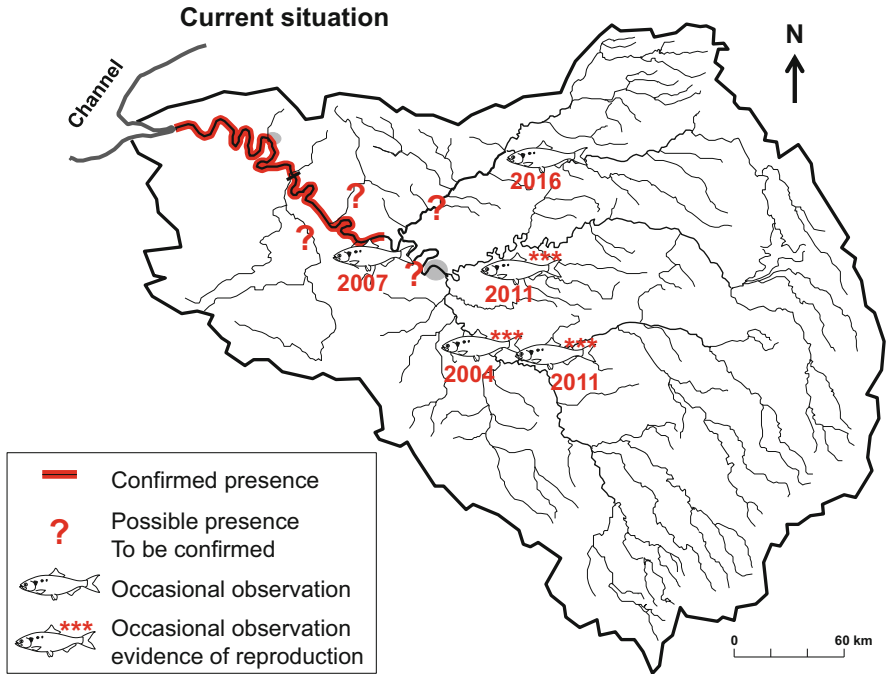 Current situation
Channel
N
2016
?
?
?
2007
?
***
2011
***
2004
***
2011
Confirmed presence
?
Possible presence
To be confirmed
Occasional observation
***
Occasional observation
evidence of reproduction
0
60 km